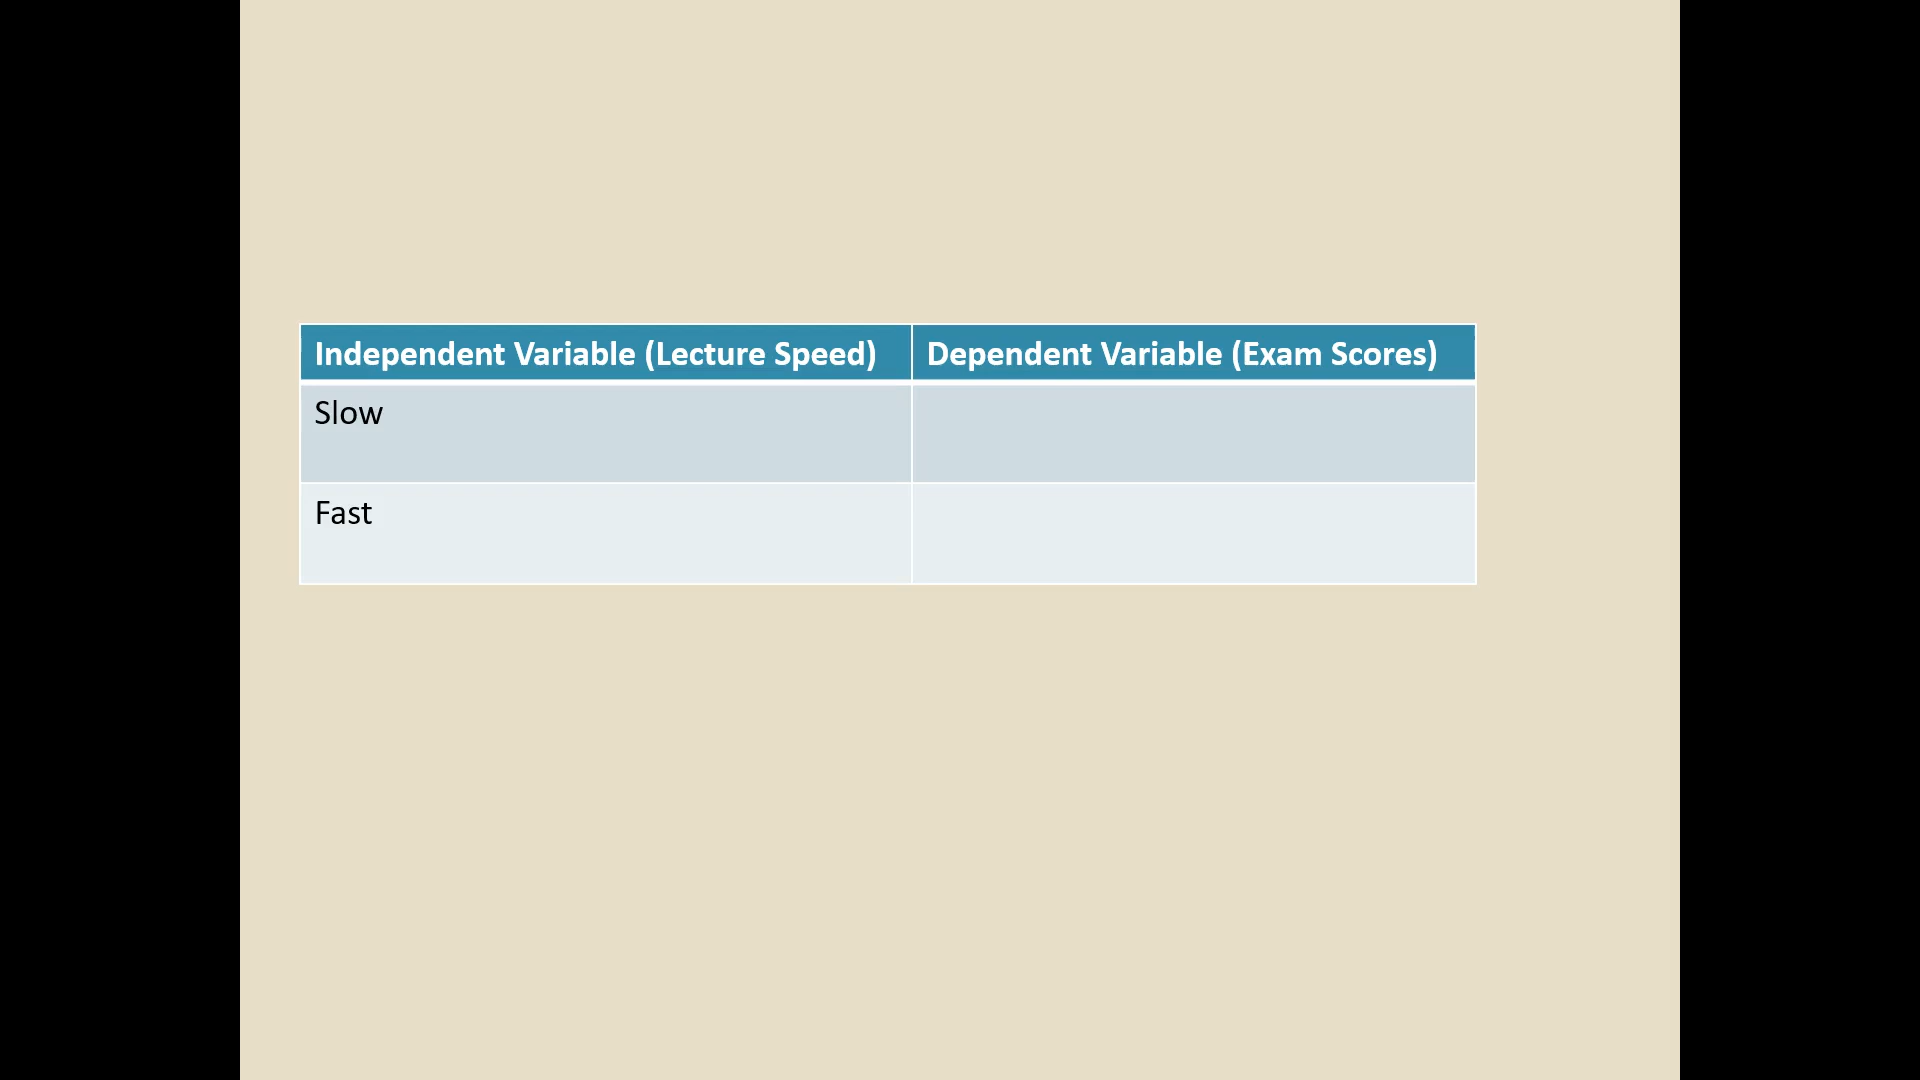 Independent Variable (Lecture Speed) Dependent Variable (Exam Scores)
Slow
Fast